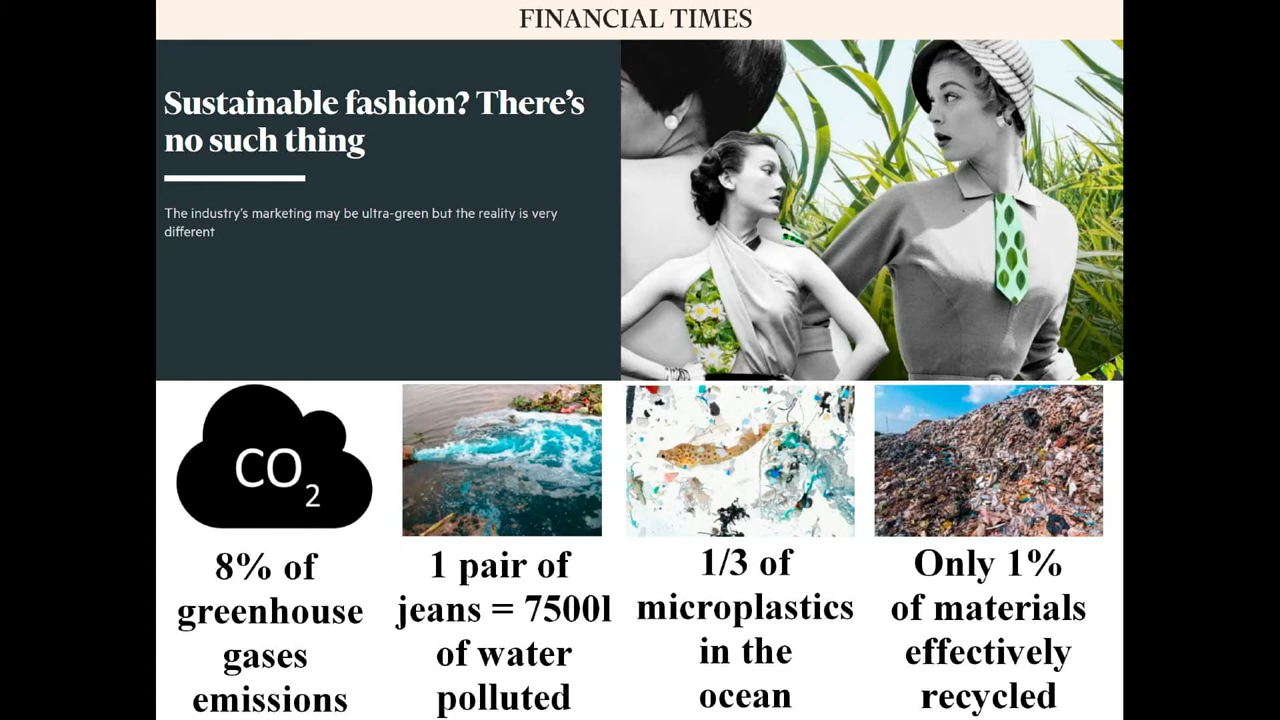 FINANCIAL TIMES
Sustainable fashion? There's
no such thing
The industry's marketing may be ultra-green but the reality is very
different
CO2
8% of
greenhouse
gases
emissions
1 pair of
jeans = 7500l
of water
polluted
1/3 of
microplastics
in the
ocean
Only 1%
of materials
effectively
recycled